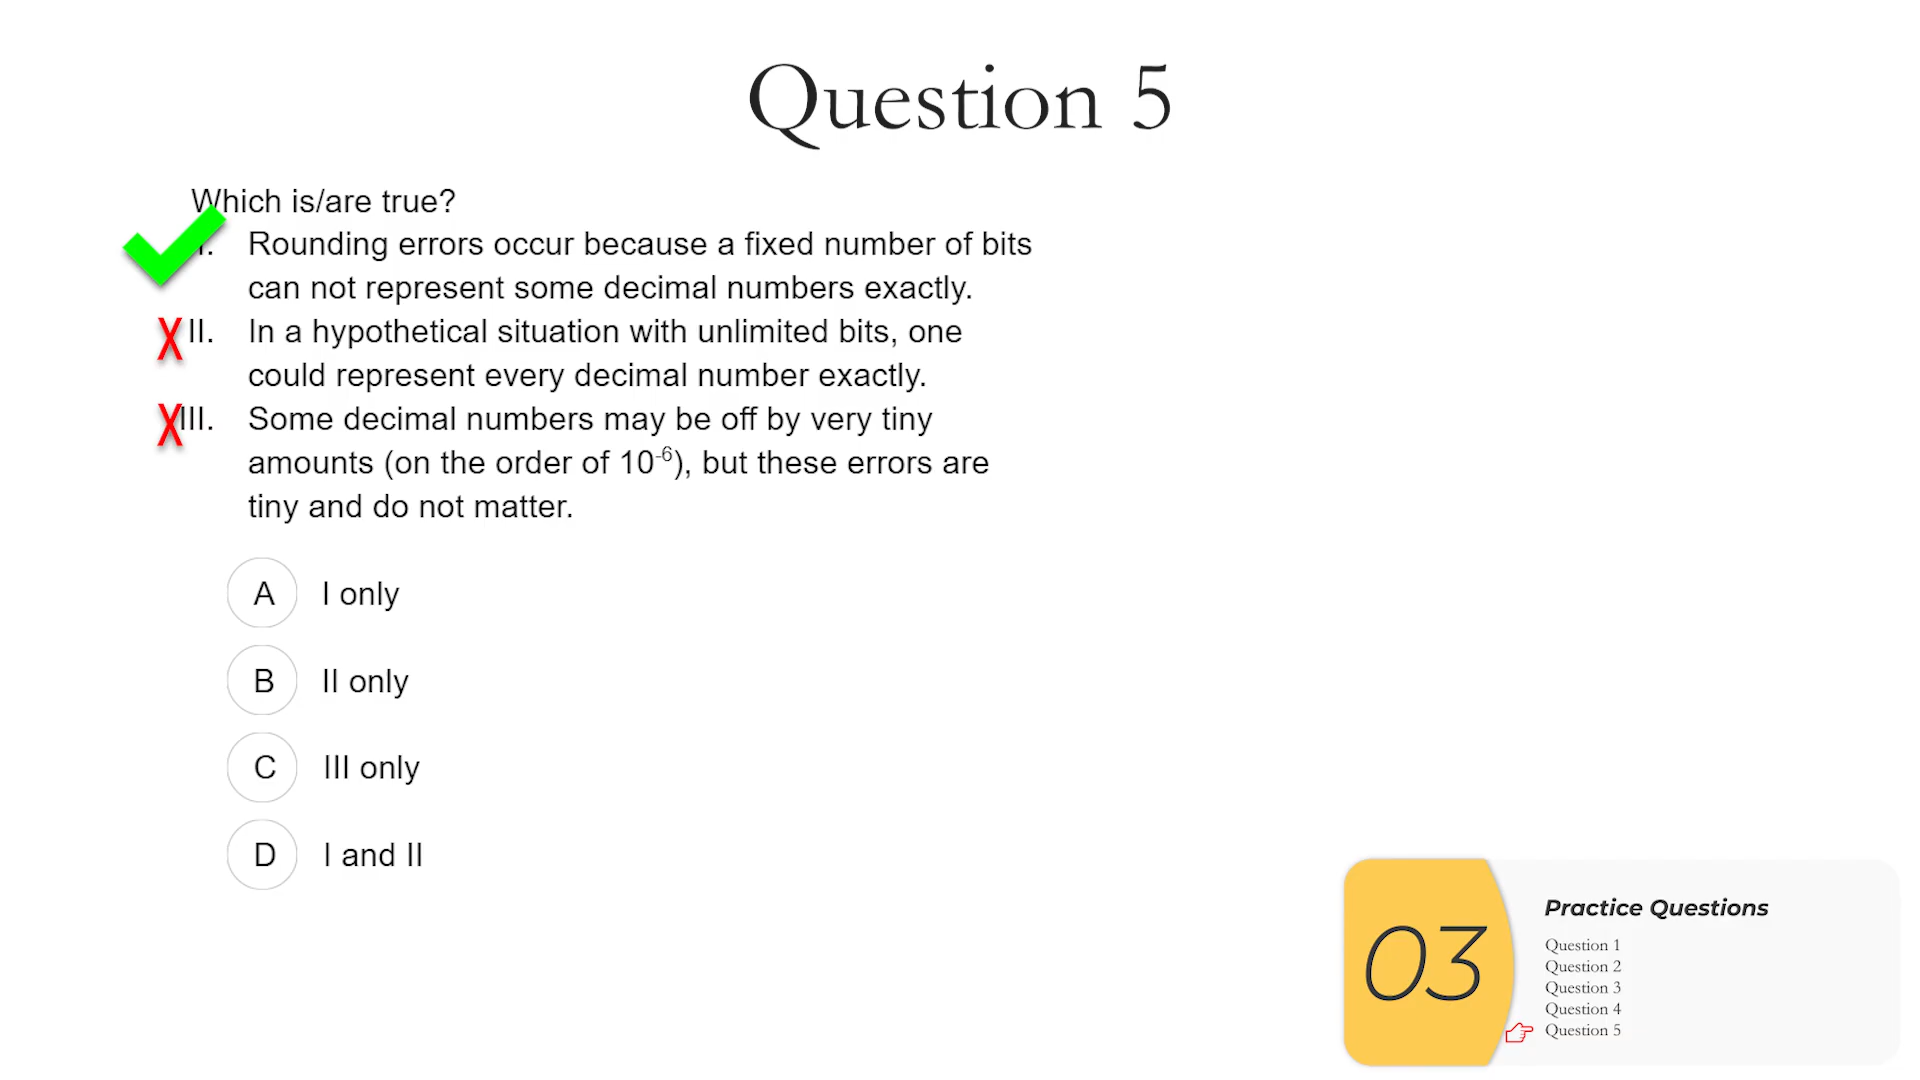 Question 5
Which is/are true?
I. Rounding errors occur because a fixed number of bits
can not represent some decimal numbers exactly.
II. In a hypothetical situation with unlimited bits, one
could represent every decimal number exactly.
III. Some decimal numbers may be off by very tiny
amounts (on the order of 10⁻⁶), but these errors are
tiny and do not matter.
A I only
B II only
C III only
D I and II
03
Practice Questions
Question 1
Question 2
Question 3
Question 4
Question 5